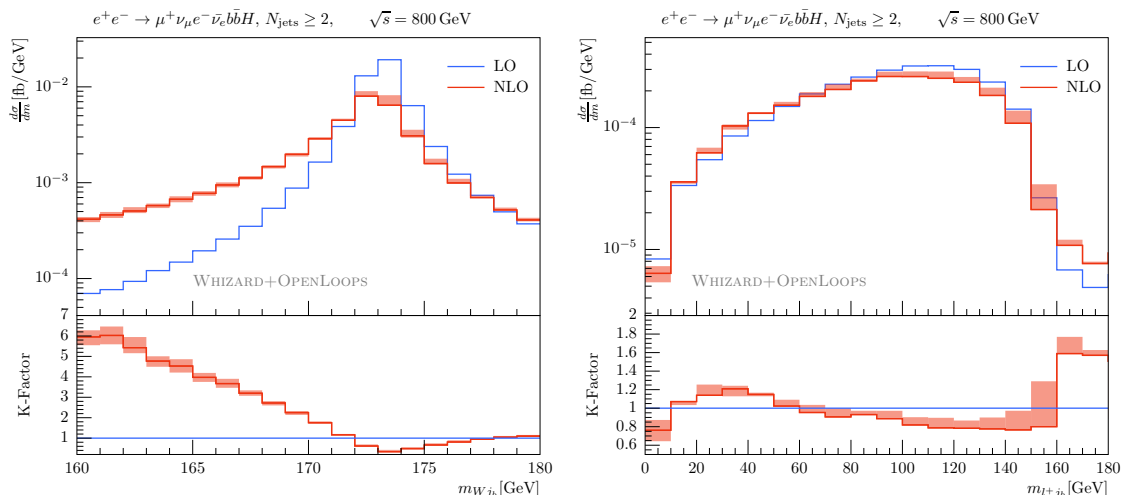 e⁺e⁻ → μ⁺ν_μe⁻ν̄_e b b̄H, N_jets ≥ 2, √s = 800 GeV
LO
NLO
dσ/dm [fb/GeV]
10⁻²
10⁻³
10⁻⁴
WHIZARD+OPENLOOPS
K-Factor
7
6
5
4
3
2
1
160 165 170 175 180
m_{Wj_b}[GeV]
e⁺e⁻ → μ⁺ν_μe⁻ν̄_e b b̄H, N_jets ≥ 2, √s = 800 GeV
LO
NLO
dσ/dm [fb/GeV]
10⁻⁴
10⁻⁵
WHIZARD+OPENLOOPS
K-Factor
2
1.8
1.6
1.4
1.2
1
0.8
0.6
0 20 40 60 80 100 120 140 160 180
m_{l⁺j_b}[GeV]